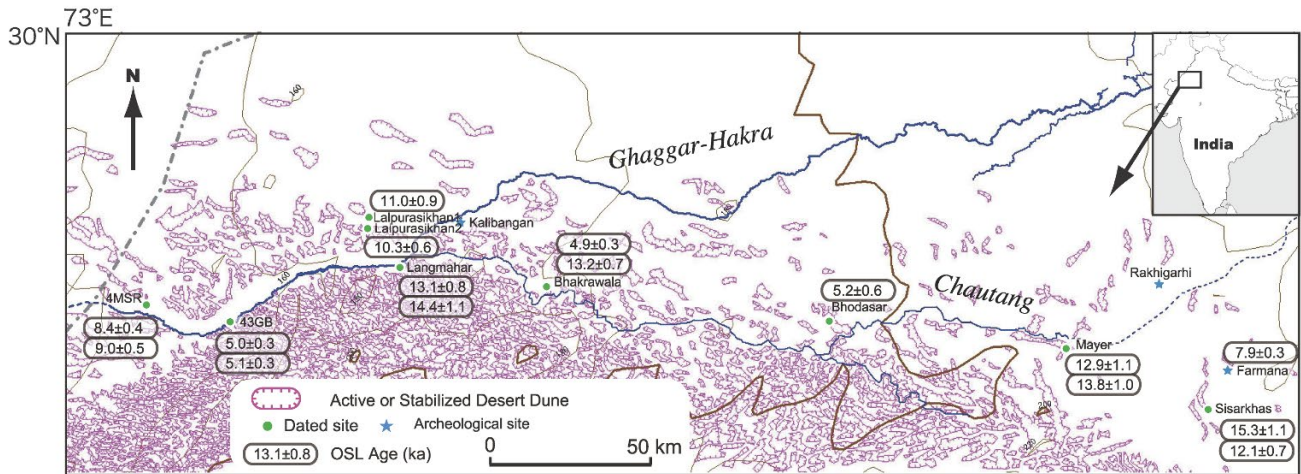 73°E
30°N
N
160
India
Ghaggar-Hakra
11.0±0.9
Lalpurasikhan1
Lalpurasikhan2
Kalibangan
10.3±0.6
4.9±0.3
13.2±0.7
Langmahar
Bhakrawala
13.1±0.8
14.4±1.1
160
4MSR
8.4±0.4
9.0±0.5
43GB
5.0±0.3
5.1±0.3
5.2±0.6
Bhodasar
Chautang
Rakhigarhi
Mayer
12.9±1.1
13.8±1.0
7.9±0.3
Farmana
Sisarkhas
15.3±1.1
12.1±0.7
200
220
Active or Stabilized Desert Dune
Dated site
Archeological site
13.1±0.8 OSL Age (ka)
0 50 km